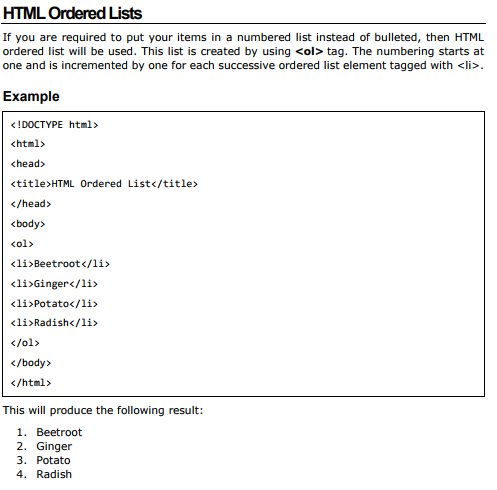 HTML Ordered Lists
If you are required to put your items in a numbered list instead of bulleted, then HTML
ordered list will be used. This list is created by using <ol> tag. The numbering starts at
one and is incremented by one for each successive ordered list element tagged with <li>.
Example
<!DOCTYPE html>
<html>
<head>
<title>HTML Ordered List</title>
</head>
<body>
<ol>
<li>Beetroot</li>
<li>Ginger</li>
<li>Potato</li>
<li>Radish</li>
</ol>
</body>
</html>
This will produce the following result:
1. Beetroot
2. Ginger
3. Potato
4. Radish